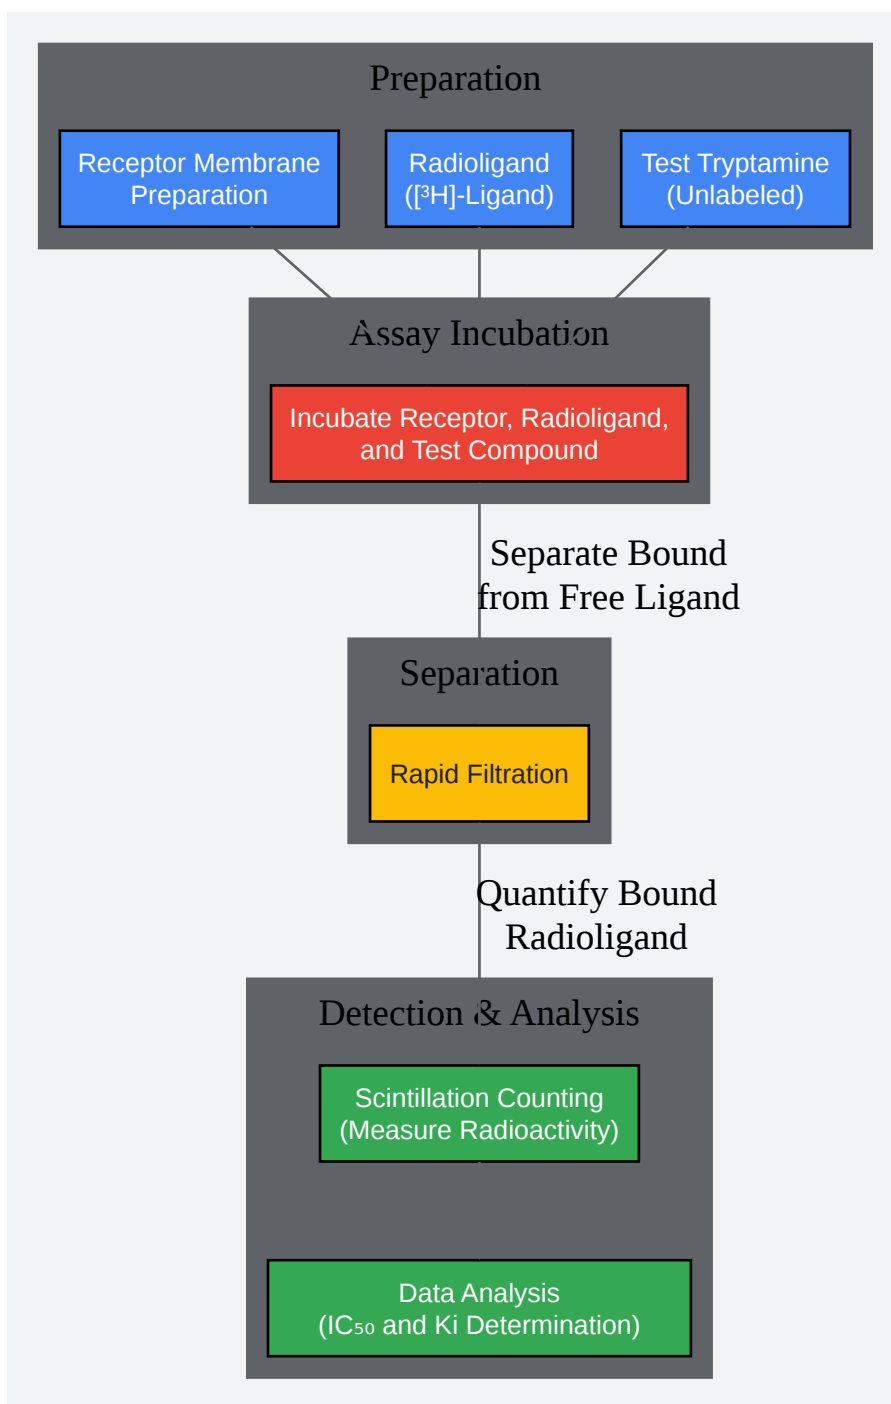 Preparation
Receptor Membrane
Preparation
Radioligand
([³H]-Ligand)
Test Tryptamine
(Unlabeled)
Assay Incubation
Incubate Receptor, Radioligand,
and Test Compound
Separate Bound
from Free Ligand
Separation
Rapid Filtration
Quantify Bound
Radioligand
Detection & Analysis
Scintillation Counting
(Measure Radioactivity)
Data Analysis
(IC₅₀ and Ki Determination)